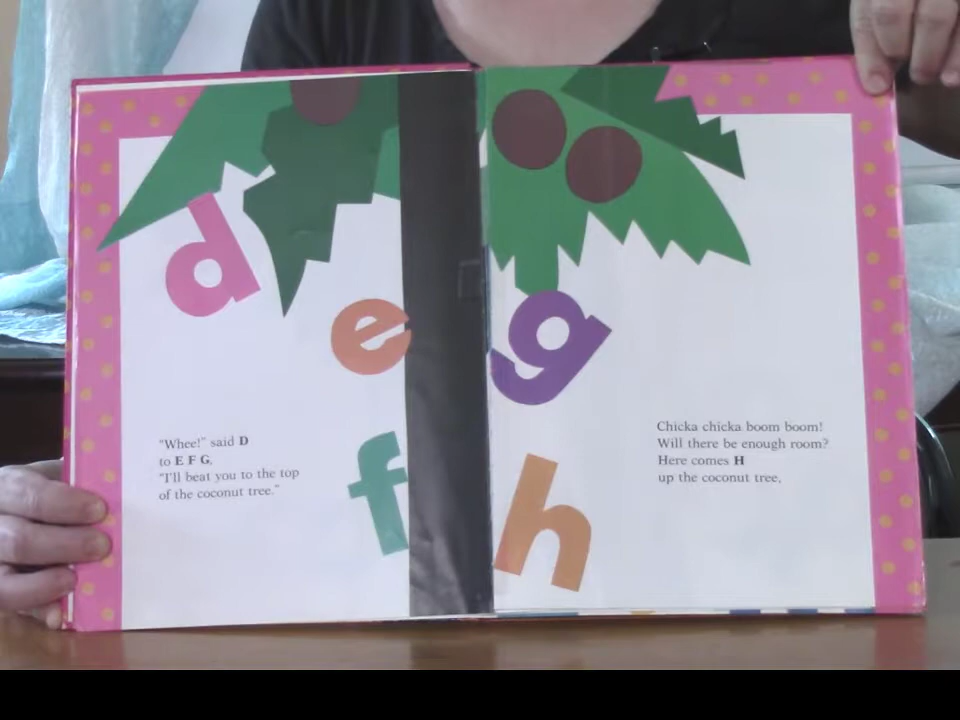 d
e
f
"Whee!" said D
to E F G,
"I'll beat you to the top
of the coconut tree."
g
h
Chicka chicka boom boom!
Will there be enough room?
Here comes H
up the coconut tree,